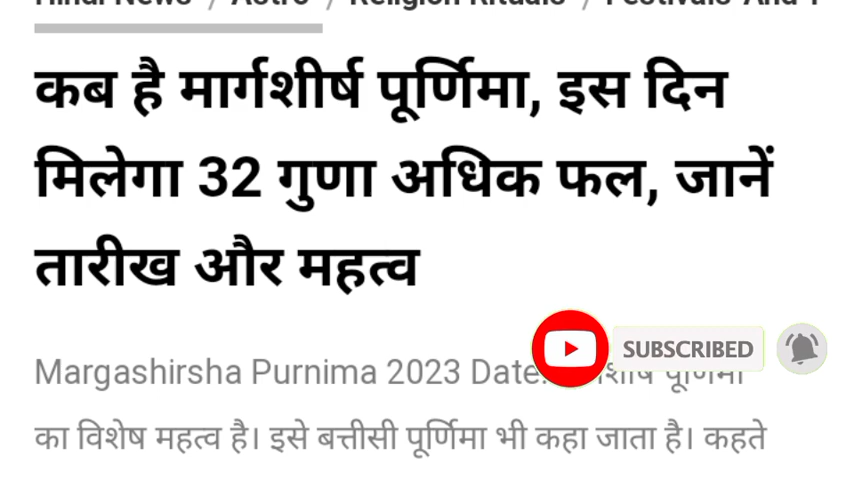 Hindi News / Astro / Religion Rituals / Festivals And
कब है मार्गशीर्ष पूर्णिमा, इस दिन
मिलेगा 32 गुणा अधिक फल, जानें
तारीख और महत्व
SUBSCRIBED
Margashirsha Purnima 2023 Date: पूर्णिमा
का विशेष महत्व है। इसे बत्तीसी पूर्णिमा भी कहा जाता है। कहते